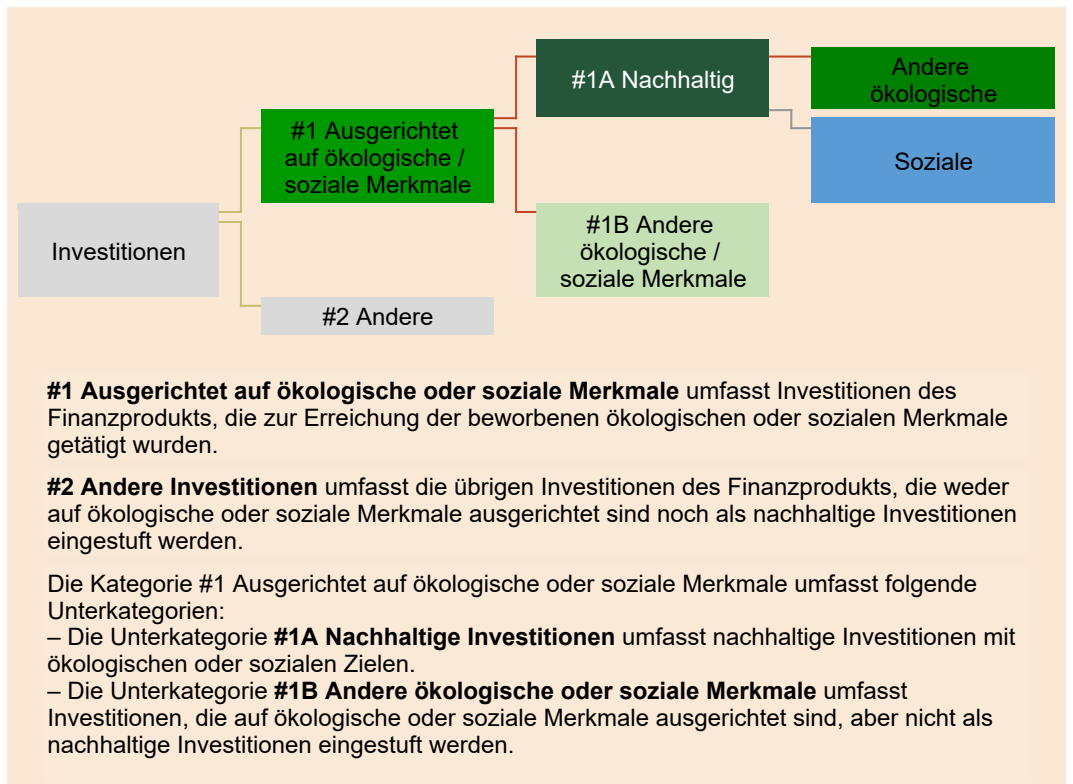 #1A Nachhaltig
Andere
ökologische
#1 Ausgerichtet
auf ökologische /
soziale Merkmale
Soziale
Investitionen
#1B Andere
ökologische /
soziale Merkmale
#2 Andere
#1 Ausgerichtet auf ökologische oder soziale Merkmale umfasst Investitionen des
Finanzprodukts, die zur Erreichung der beworbenen ökologischen oder sozialen Merkmale
getätigt wurden.
#2 Andere Investitionen umfasst die übrigen Investitionen des Finanzprodukts, die weder
auf ökologische oder soziale Merkmale ausgerichtet sind noch als nachhaltige Investitionen
eingestuft werden.
Die Kategorie #1 Ausgerichtet auf ökologische oder soziale Merkmale umfasst folgende
Unterkategorien:
– Die Unterkategorie #1A Nachhaltige Investitionen umfasst nachhaltige Investitionen mit
ökologischen oder sozialen Zielen.
– Die Unterkategorie #1B Andere ökologische oder soziale Merkmale umfasst
Investitionen, die auf ökologische oder soziale Merkmale ausgerichtet sind, aber nicht als
nachhaltige Investitionen eingestuft werden.